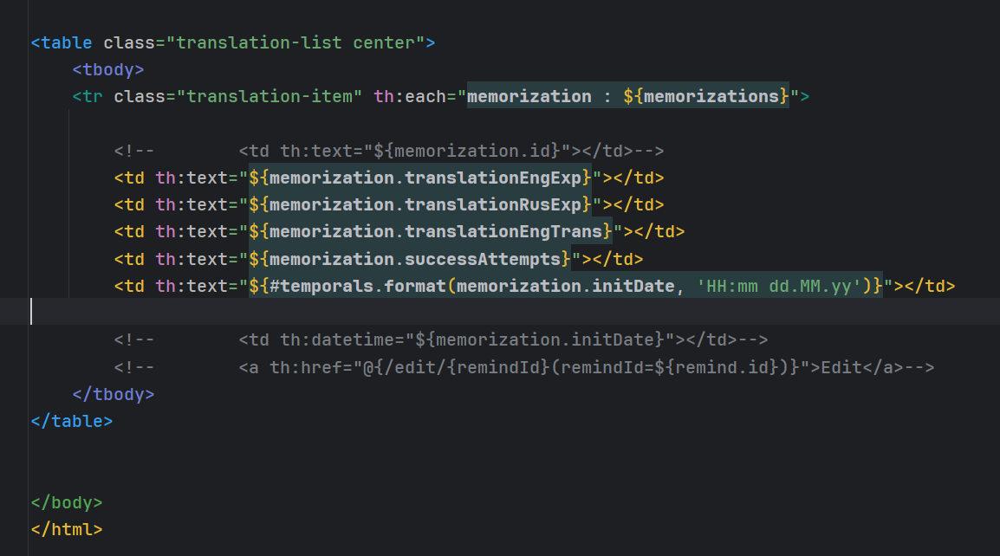 <table class="translation-list center">
<tbody>
<tr class="translation-item" th:each="memorization : ${memorizations}">
<!--        <td th:text="${memorization.id}"></td>-->
<td th:text="${memorization.translationEngExp}"></td>
<td th:text="${memorization.translationRusExp}"></td>
<td th:text="${memorization.translationEngTrans}"></td>
<td th:text="${memorization.successAttempts}"></td>
<td th:text="${#temporals.format(memorization.initDate, 'HH:mm dd.MM.yy')}"></td>
<!--        <td th:datetime="${memorization.initDate}"></td>-->
<!--        <a th:href="@{/edit/{remindId}(remindId=${remind.id})}">Edit</a>-->
</tbody>
</table>
</body>
</html>